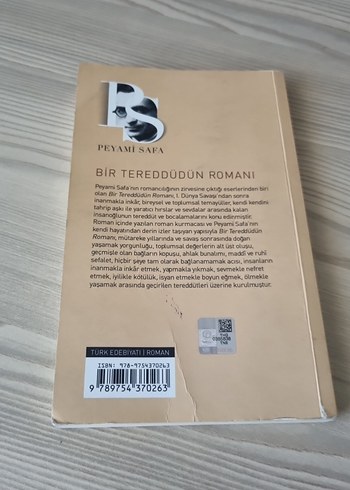 PS
PEYAMİ SAFA
BİR TEREDDÜDÜN ROMANI
Peyami Safa'nın romancılığının zirvesine çıktığı eserlerinden biri
olan Bir Tereddüdün Romanı, I. Dünya Savaşı'ndan sonra
inanmakla inkâr, bireysel ve toplumsal temayüller, kendi kendini
tahrip aşkı ile yaratıcı hırslar ve sevdalar arasında kalan
insanoğlunun tereddüt ve bocalamalarını konu edinmiştir.
Roman içinde yazılan roman kurmacası ve Peyami Safa'nın
kendi hayatından derin izler taşıyan yapısıyla Bir Tereddüdün
Romanı; mütareke yıllarında ve savaş sonrasında doğan
yaşamak yorgunluğu, toplumsal değerlerin alt üst oluşu,
geçmişle olan bağların kopuşu, ahlak bunalımı, maddî ve ruhî
sefalet, hiçbir şeye tam olarak bağlanamamak acısı, insanların
inanmakla inkâr etmek, yapmakla yıkmak, sevmekle nefret
etmek, iyilikle kötülük, isyan etmekle boyun eğmek, ölmekle
yaşamak arasında geçirilen tereddütleri üzerine kurulmuştur.
TÜRK EDEBİYATI | ROMAN
ISBN: 978-9754370263
9 789754 370263